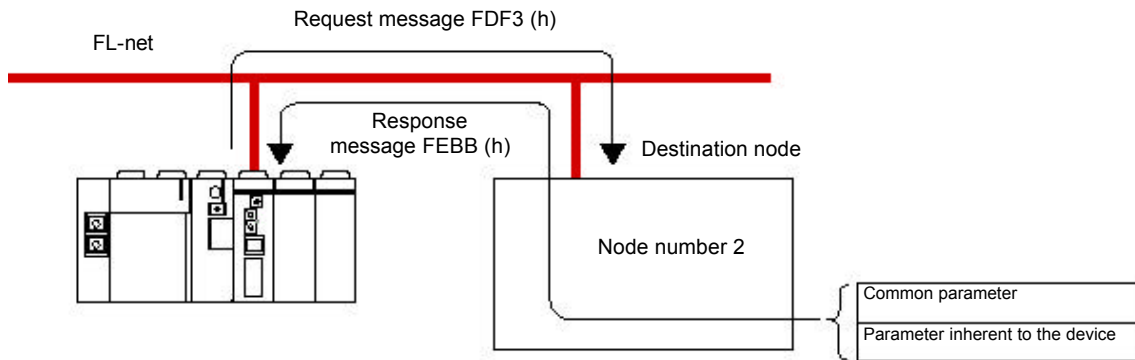 Request message FDF3 (h)
FL-net
Response
message FEBB (h)
Destination node
Node number 2
Common parameter
Parameter inherent to the device